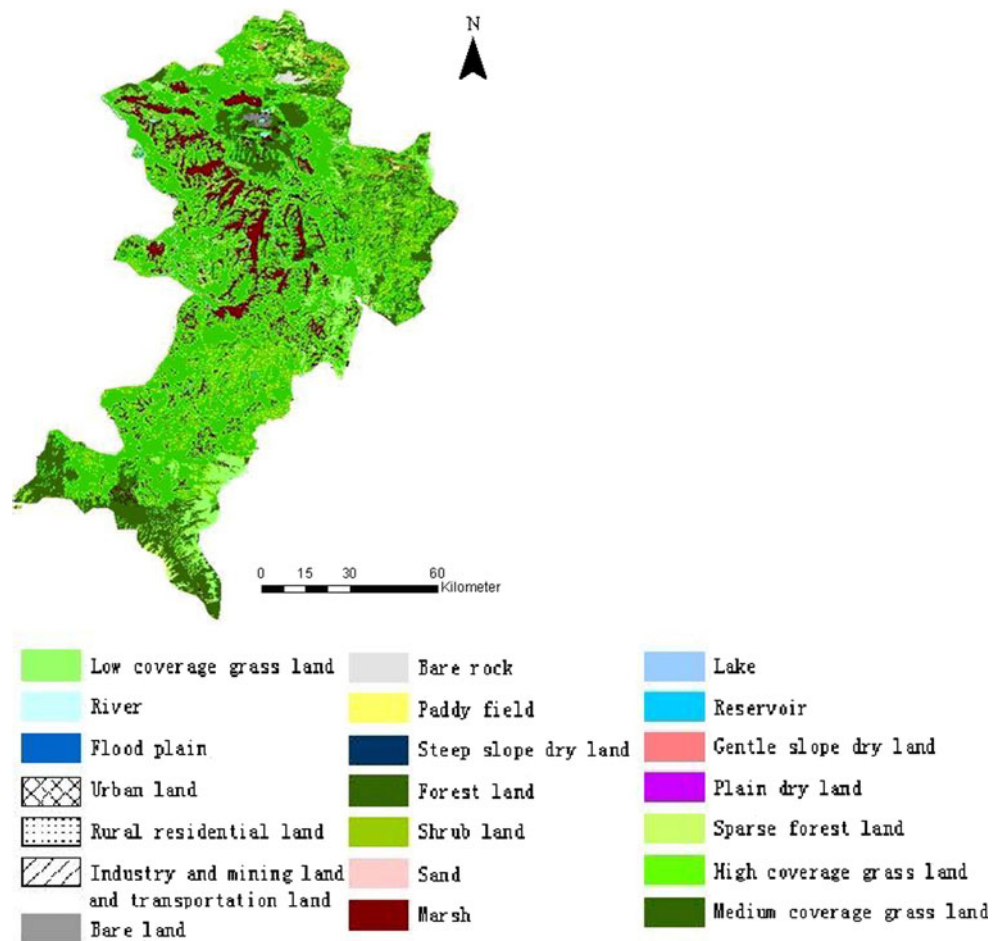 N
0 15 30 60
Kilometer
Low coverage grass land
River
Flood plain
Urban land
Rural residential land
Industry and mining land
and transportation land
Bare land
Bare rock
Paddy field
Steep slope dry land
Forest land
Shrub land
Sand
Marsh
Lake
Reservoir
Gentle slope dry land
Plain dry land
Sparse forest land
High coverage grass land
Medium coverage grass land